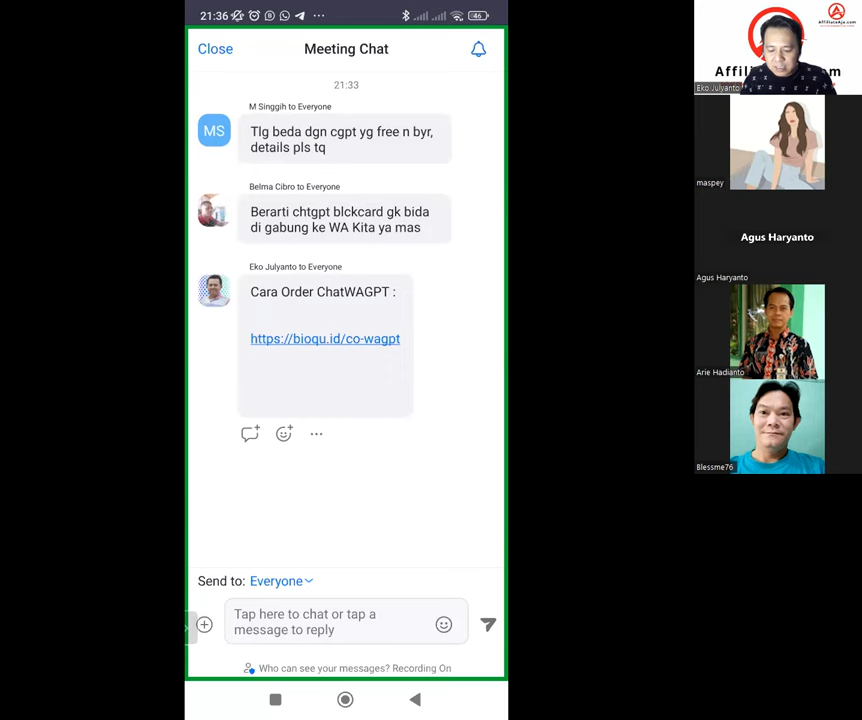 21:36
46
Close
Meeting Chat
21:33
M Singgih to Everyone
MS
Tlg beda dgn cgpt yg free n byr,
details pls tq
Belma Cibro to Everyone
Berarti chtgpt blckcard gk bida
di gabung ke WA Kita ya mas
Eko Julyanto to Everyone
Cara Order ChatWAGPT :
https://bioqu.id/co-wagpt
Send to: Everyone
Tap here to chat or tap a
message to reply
Who can see your messages? Recording On
AffiliateAja.com
Eko Julyanto
maspey
Agus Haryanto
Agus Haryanto
Arie Hadianto
Blessme76